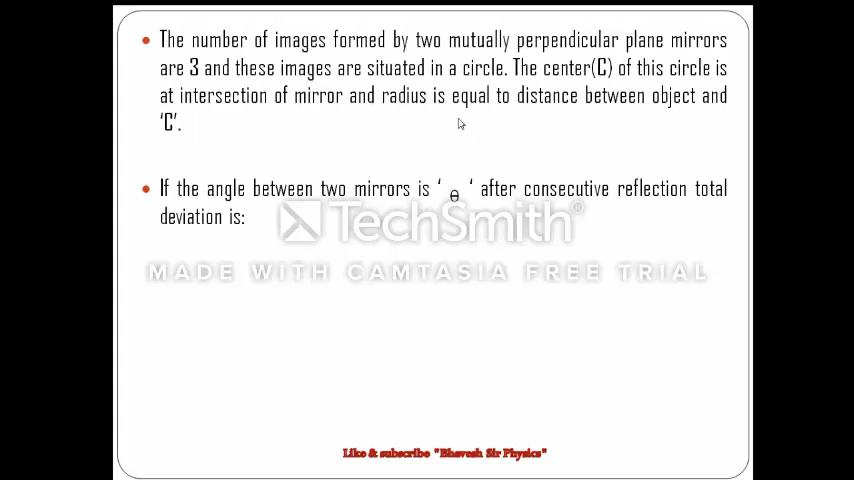 The number of images formed by two mutually perpendicular plane mirrors
are 3 and these images are situated in a circle. The center(C) of this circle is
at intersection of mirror and radius is equal to distance between object and
'C'.
If the angle between two mirrors is ' θ ' after consecutive reflection total
deviation is:
TechSmith®
MADE WITH CAMTASIA FREE TRIAL
Like & subscribe "Bhavesh Sir Physics"